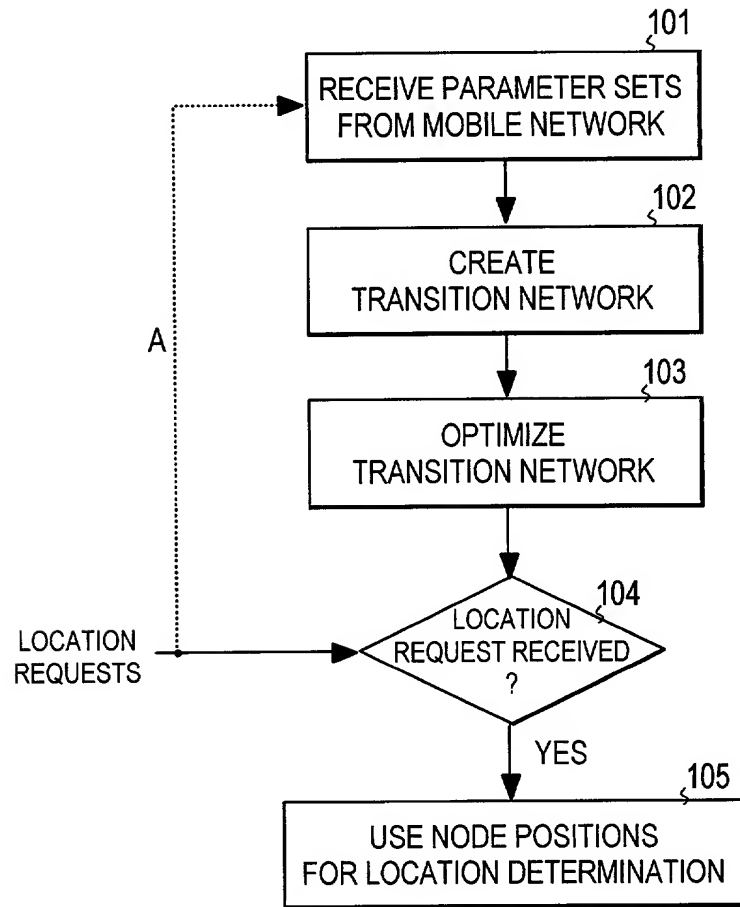 101
RECEIVE PARAMETER SETS
FROM MOBILE NETWORK
102
CREATE
TRANSITION NETWORK
A
103
OPTIMIZE
TRANSITION NETWORK
104
LOCATION
REQUEST RECEIVED
?
LOCATION
REQUESTS
YES
105
USE NODE POSITIONS
FOR LOCATION DETERMINATION